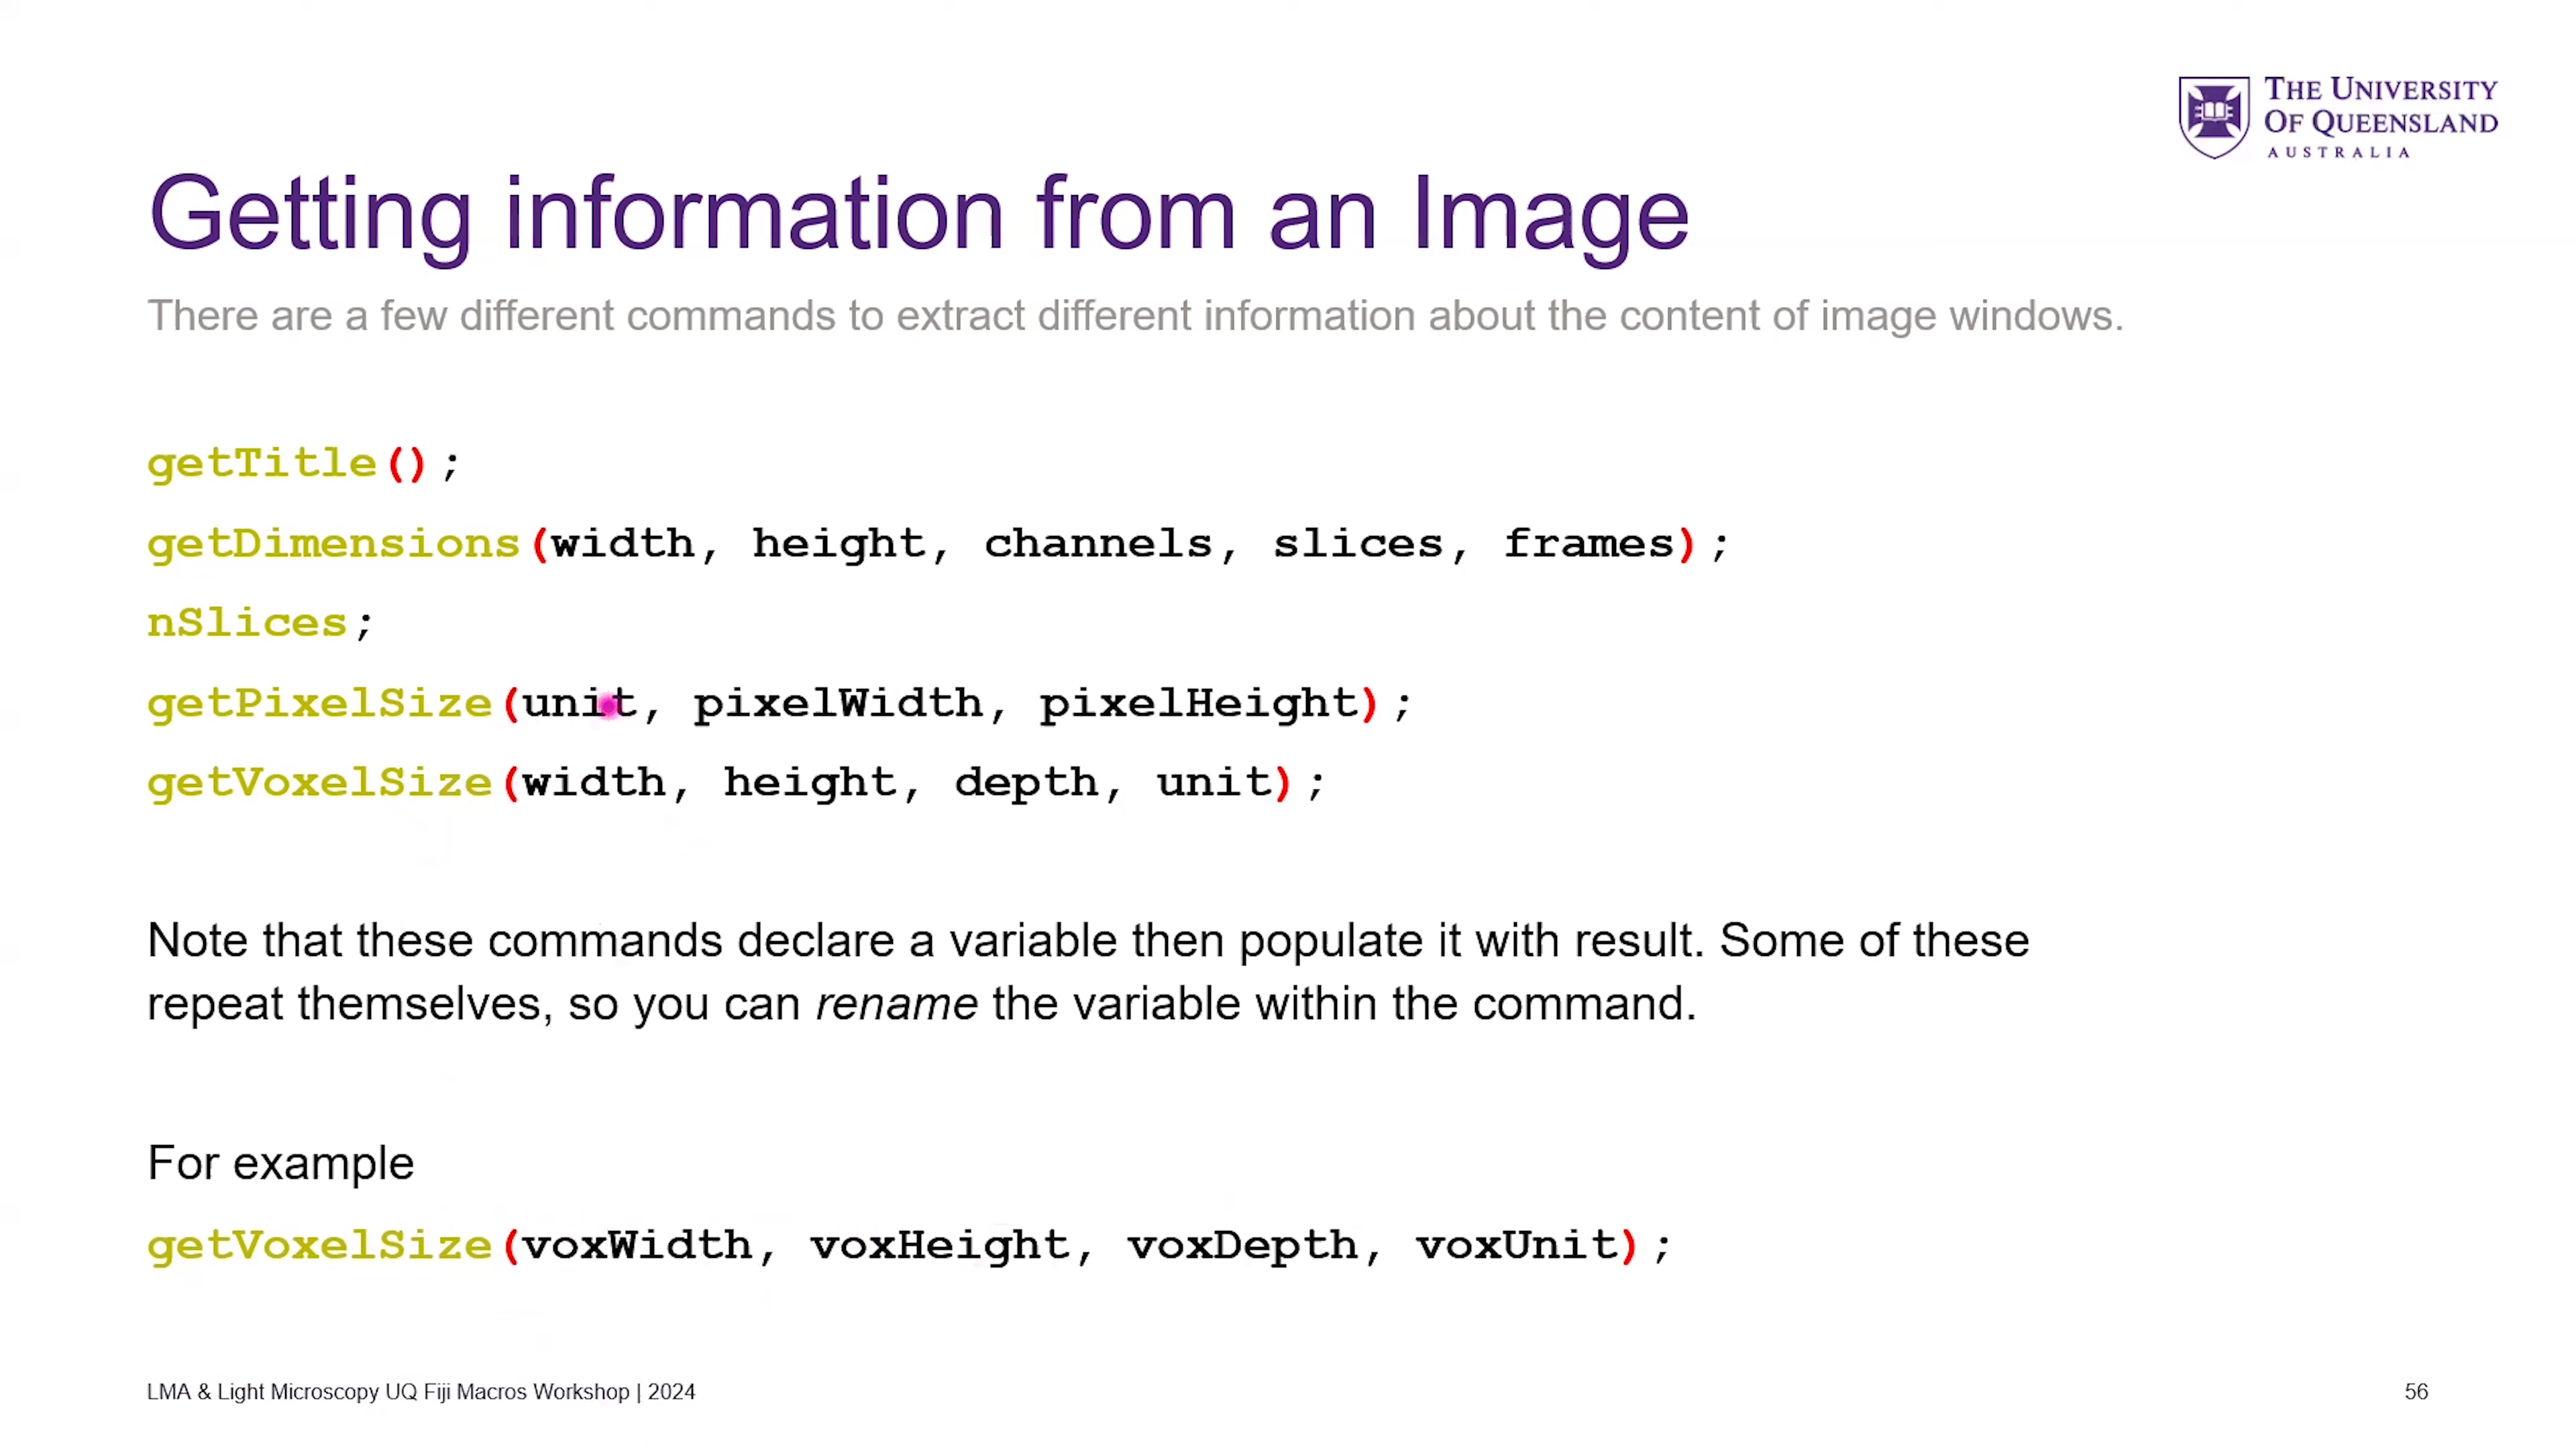 THE UNIVERSITY
OF QUEENSLAND
AUSTRALIA
Getting information from an Image
There are a few different commands to extract different information about the content of image windows.
getTitle();
getDimensions(width, height, channels, slices, frames);
nSlices;
getPixelSize(unit, pixelWidth, pixelHeight);
getVoxelSize(width, height, depth, unit);
Note that these commands declare a variable then populate it with result. Some of these
repeat themselves, so you can rename the variable within the command.
For example
getVoxelSize(voxWidth, voxHeight, voxDepth, voxUnit);
LMA & Light Microscopy UQ Fiji Macros Workshop | 2024
56